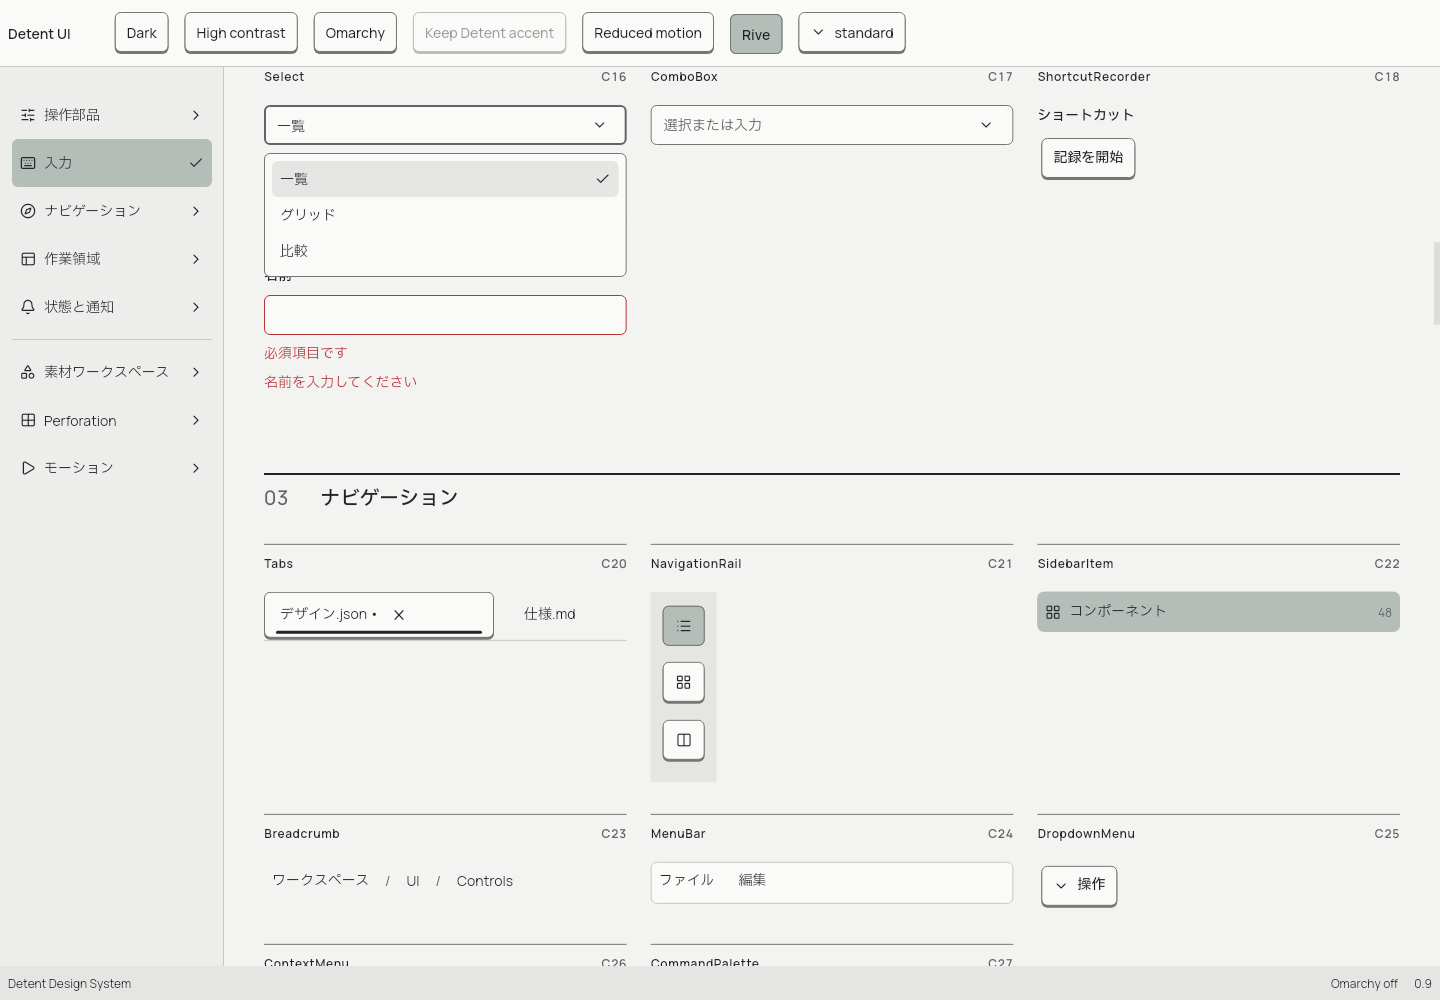 Detent UI
Dark
High contrast
Omarchy
Keep Detent accent
Reduced motion
Rive
standard
操作部品
入力
ナビゲーション
作業領域
状態と通知
素材ワークスペース
Perforation
モーション
Select C16
一覧
一覧
グリッド
比較
名前
必須項目です
名前を入力してください
ComboBox C17
選択または入力
ShortcutRecorder C18
ショートカット
記録を開始
03 ナビゲーション
Tabs C20
デザイン.json •
仕様.md
NavigationRail C21
SidebarItem C22
コンポーネント 48
Breadcrumb C23
ワークスペース / UI / Controls
MenuBar C24
ファイル 編集
DropdownMenu C25
操作
ContextMenu C26
CommandPalette C27
Detent Design System
Omarchy off 0.9